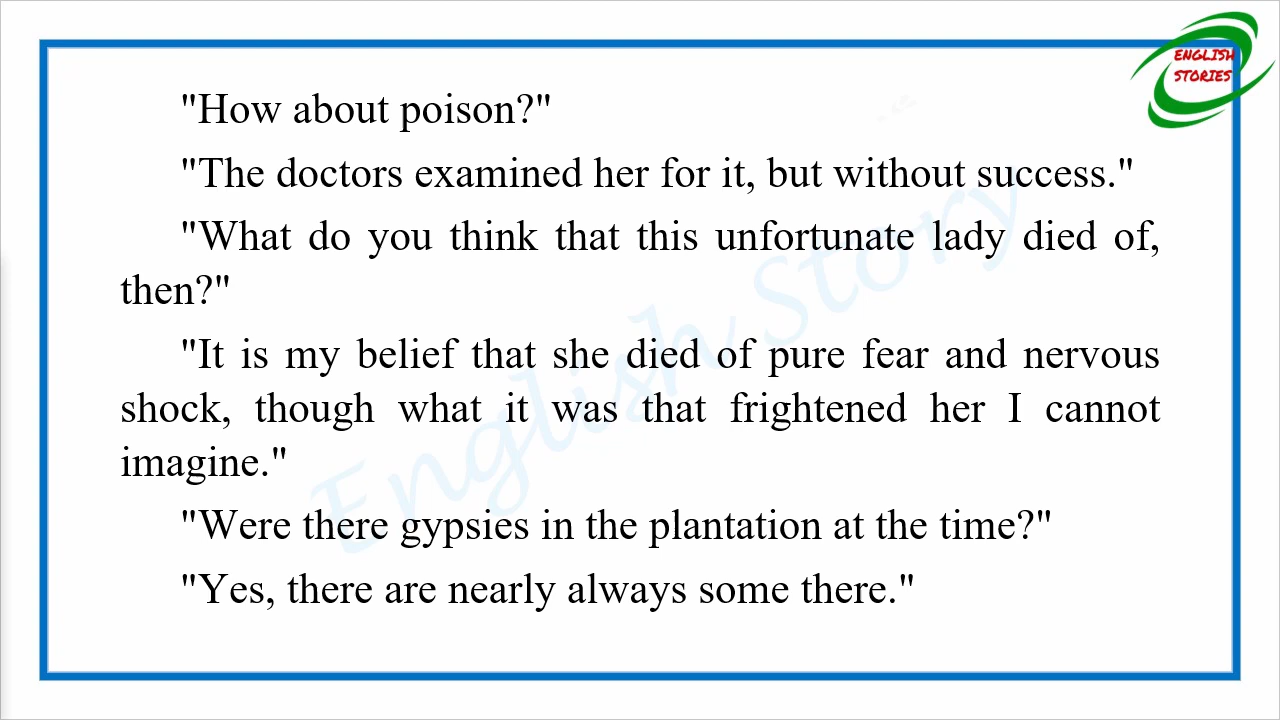 ENGLISH
STORIES
"How about poison?"
"The doctors examined her for it, but without success."
"What do you think that this unfortunate lady died of,
then?"
"It is my belief that she died of pure fear and nervous
shock, though what it was that frightened her I cannot
imagine."
"Were there gypsies in the plantation at the time?"
"Yes, there are nearly always some there."
English Story